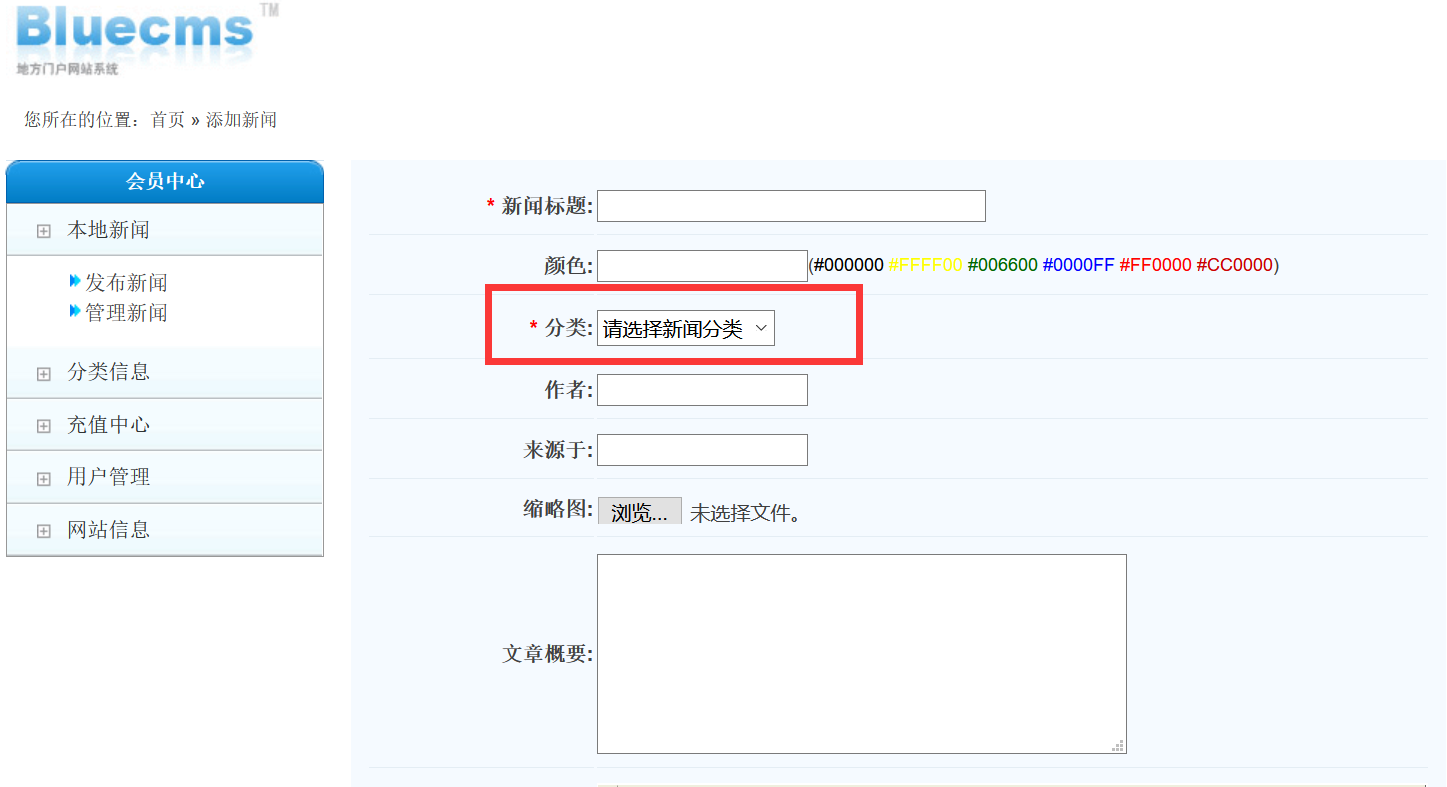 Bluecms TM
地方门户网站系统
您所在的位置：首页 » 添加新闻
会员中心
本地新闻
发布新闻
管理新闻
分类信息
充值中心
用户管理
网站信息
* 新闻标题:
颜色: (#000000 #FFFF00 #006600 #0000FF #FF0000 #CC0000)
* 分类: 请选择新闻分类
作者:
来源于:
缩略图: 浏览... 未选择文件。
文章概要: